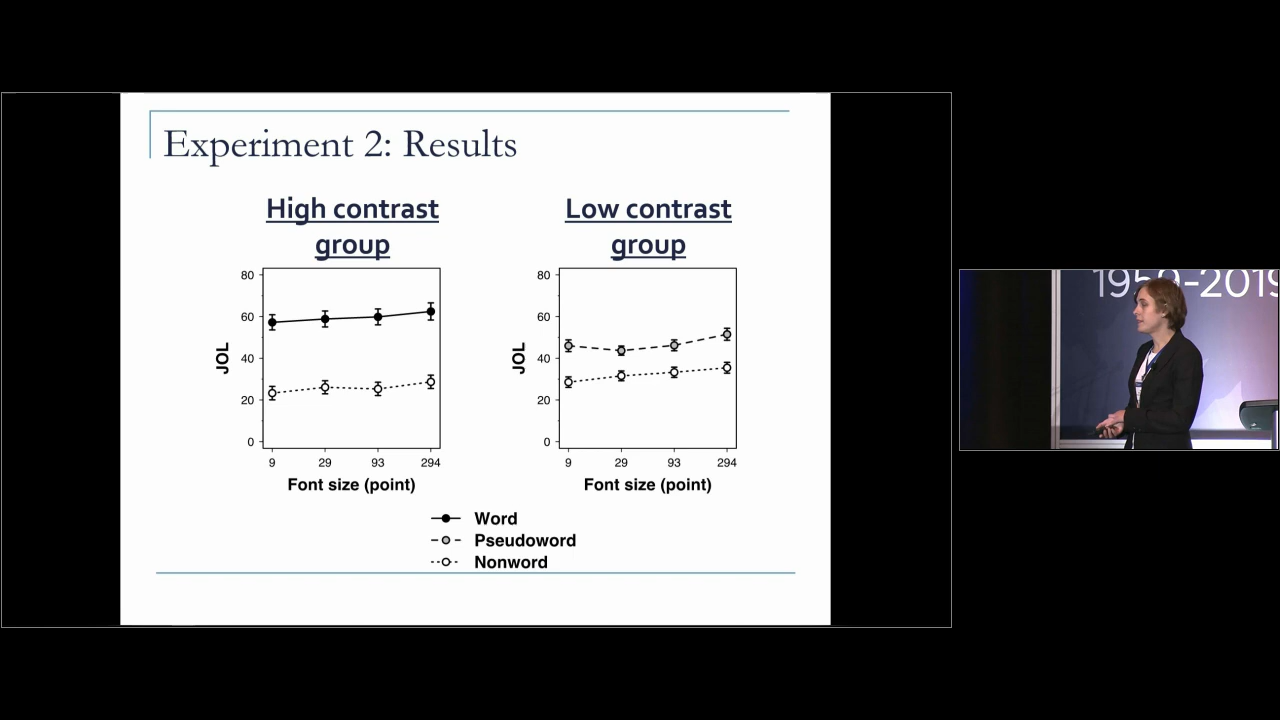 Experiment 2: Results
High contrast
group
Low contrast
group
80
60
40
20
0
JOL
9 29 93 294
Font size (point)
80
60
40
20
0
JOL
9 29 93 294
Font size (point)
Word
Pseudoword
Nonword
1959-2019